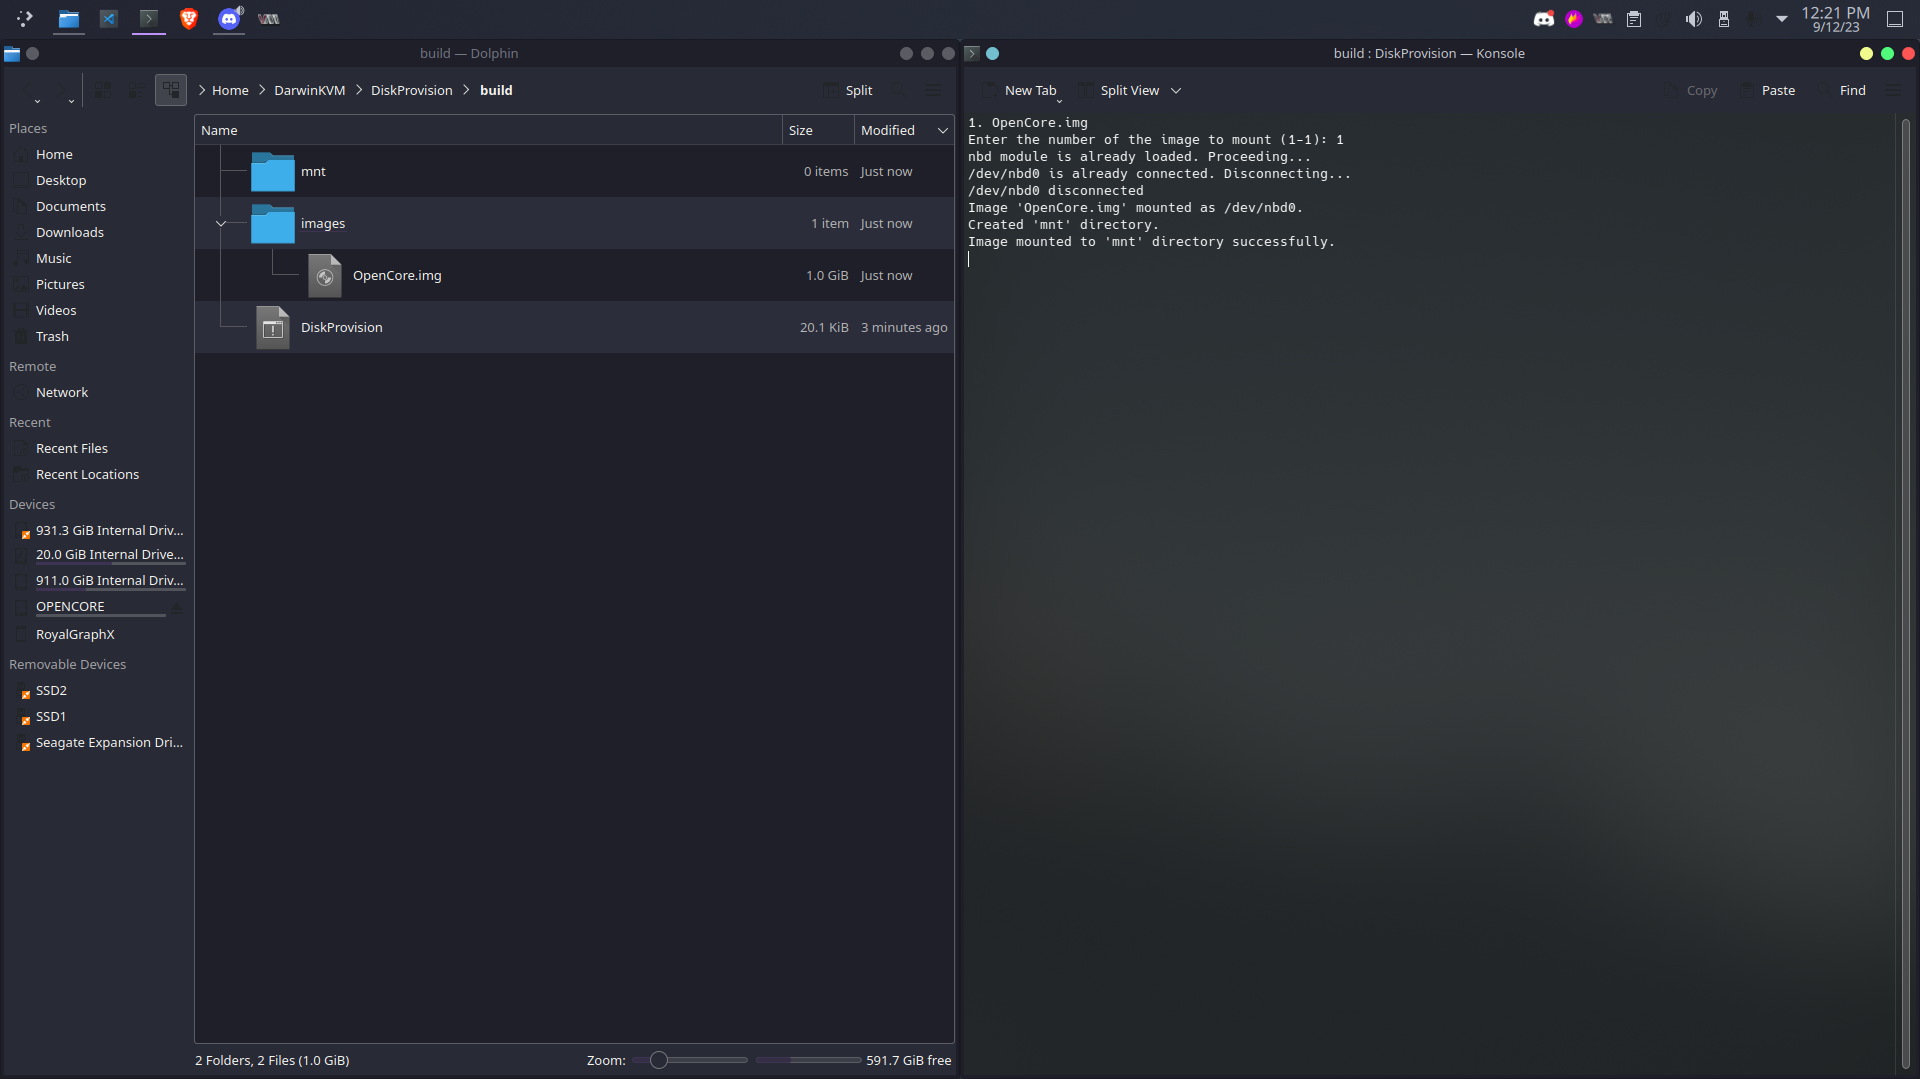 12:21 PM
9/12/23
build — Dolphin
Home
DarwinKVM
DiskProvision
build
Split
Places
Home
Desktop
Documents
Downloads
Music
Pictures
Videos
Trash
Remote
Network
Recent
Recent Files
Recent Locations
Devices
931.3 GiB Internal Driv...
20.0 GiB Internal Drive...
911.0 GiB Internal Driv...
OPENCORE
RoyalGraphX
Removable Devices
SSD2
SSD1
Seagate Expansion Dri...
Name Size Modified
mnt 0 items Just now
images 1 item Just now
OpenCore.img 1.0 GiB Just now
DiskProvision 20.1 KiB 3 minutes ago
2 Folders, 2 Files (1.0 GiB)
Zoom:
591.7 GiB free
build : DiskProvision — Konsole
New Tab
Split View
Copy
Paste
Find
1. OpenCore.img
Enter the number of the image to mount (1-1): 1
nbd module is already loaded. Proceeding...
/dev/nbd0 is already connected. Disconnecting...
/dev/nbd0 disconnected
Image 'OpenCore.img' mounted as /dev/nbd0.
Created 'mnt' directory.
Image mounted to 'mnt' directory successfully.